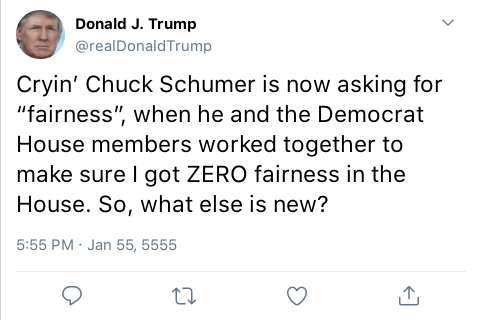 Donald J. Trump
@realDonaldTrump
Cryin’ Chuck Schumer is now asking for
“fairness”, when he and the Democrat
House members worked together to
make sure I got ZERO fairness in the
House. So, what else is new?
5:55 PM · Jan 55, 5555